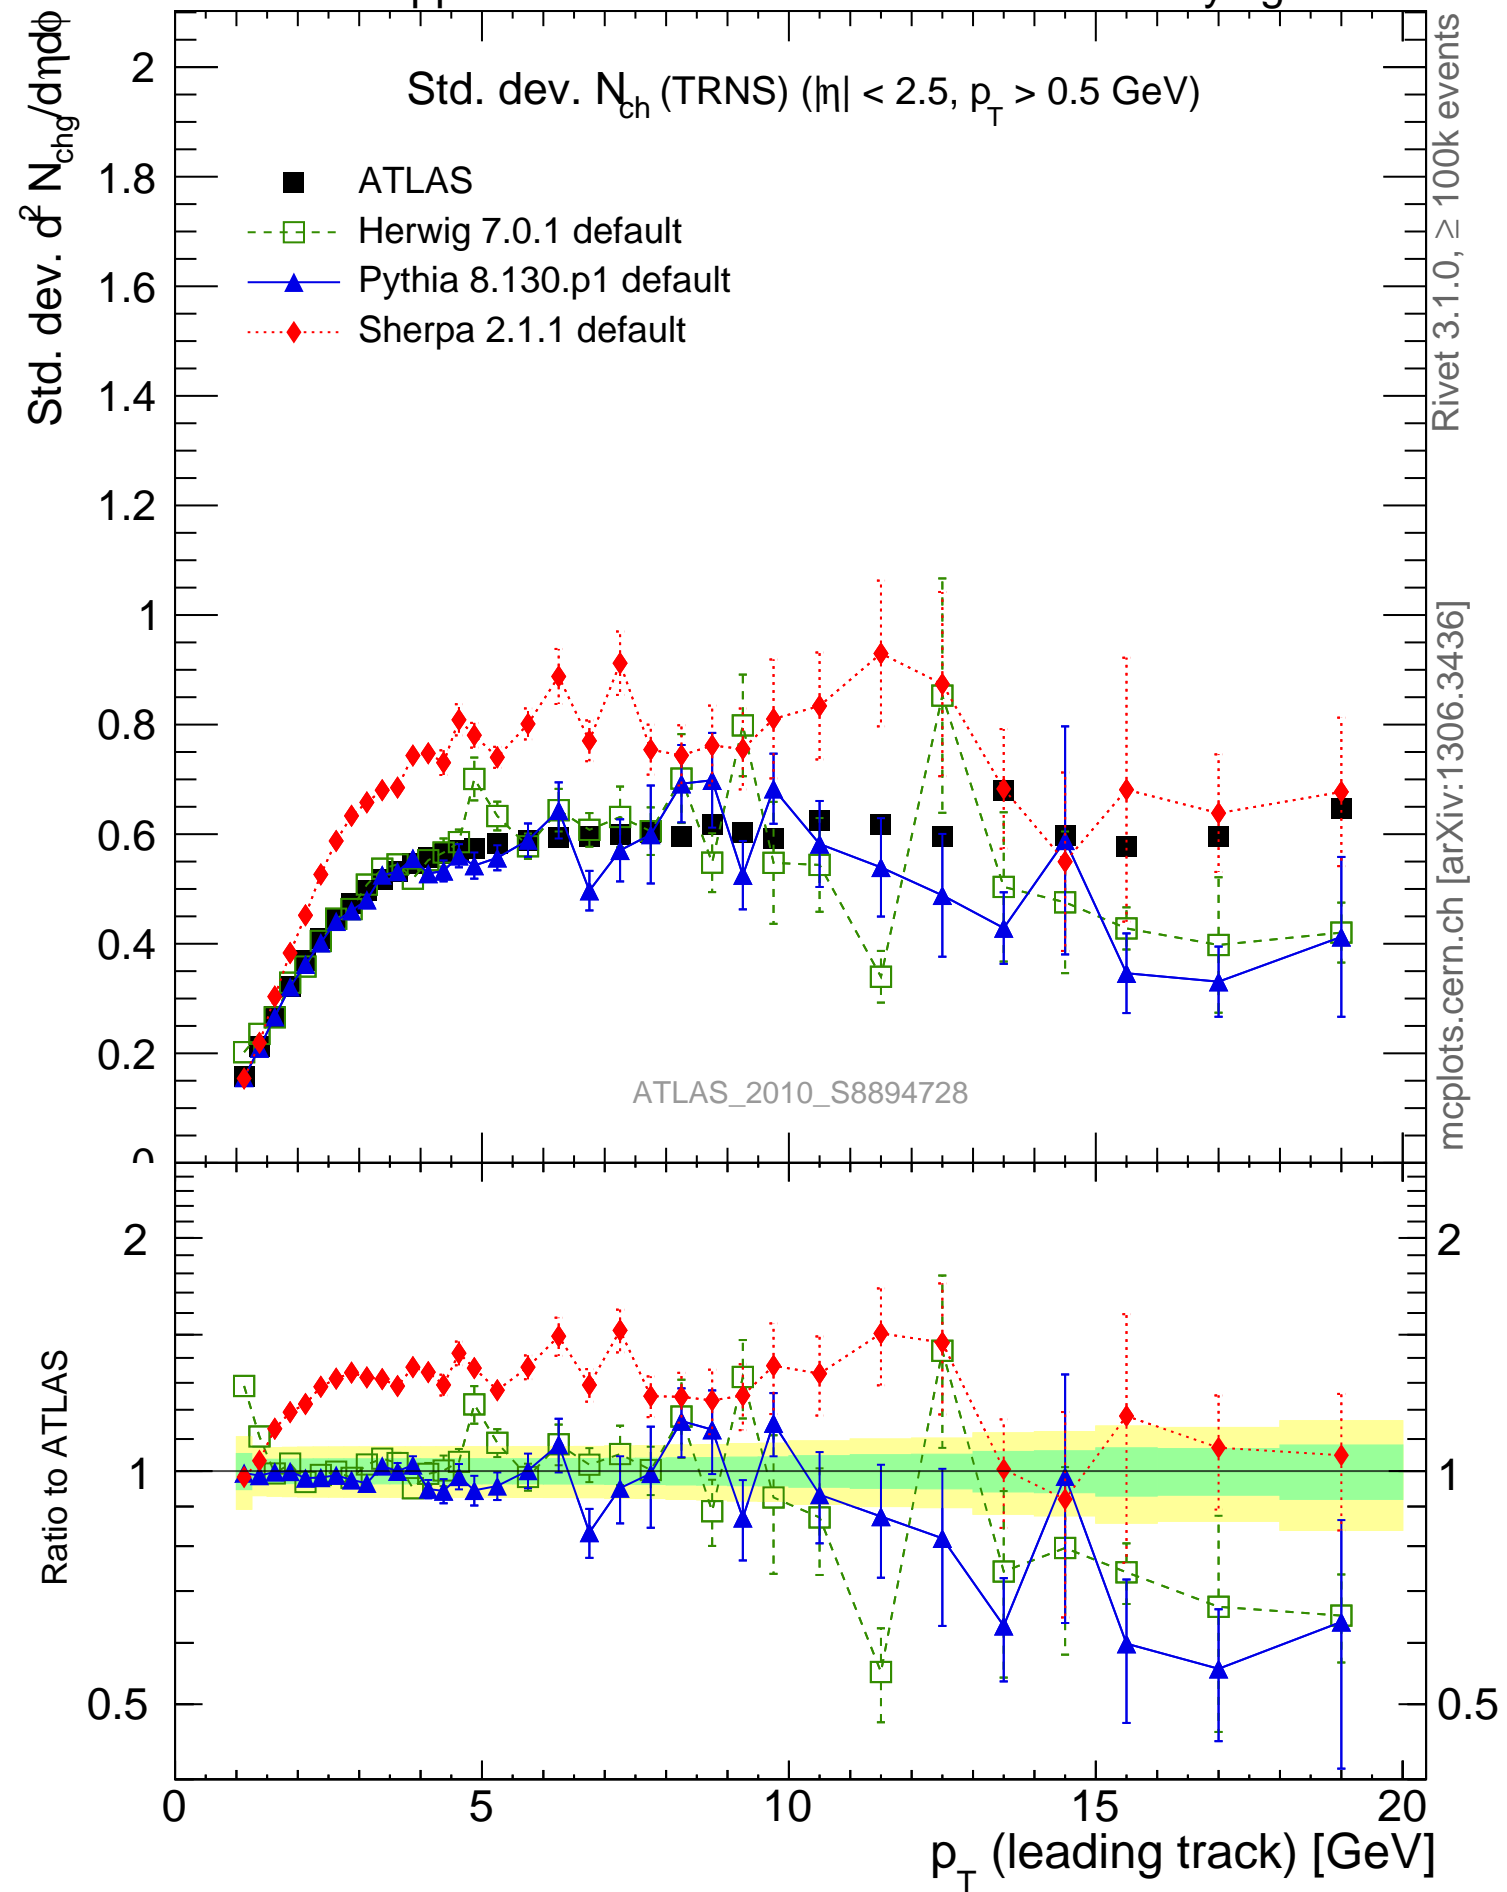 Std. dev. d² N_chg/dηdφ
Std. dev. N_ch (TRNS) (|η| < 2.5, p_T > 0.5 GeV)
ATLAS
Herwig 7.0.1 default
Pythia 8.130.p1 default
Sherpa 2.1.1 default
2
1.8
1.6
1.4
1.2
1
0.8
0.6
0.4
0.2
0
ATLAS_2010_S8894728
Rivet 3.1.0, ≥ 100k events
mcplots.cern.ch [arXiv:1306.3436]
Ratio to ATLAS
2
1
0.5
2
1
0.5
0 5 10 15 20
p_T (leading track) [GeV]